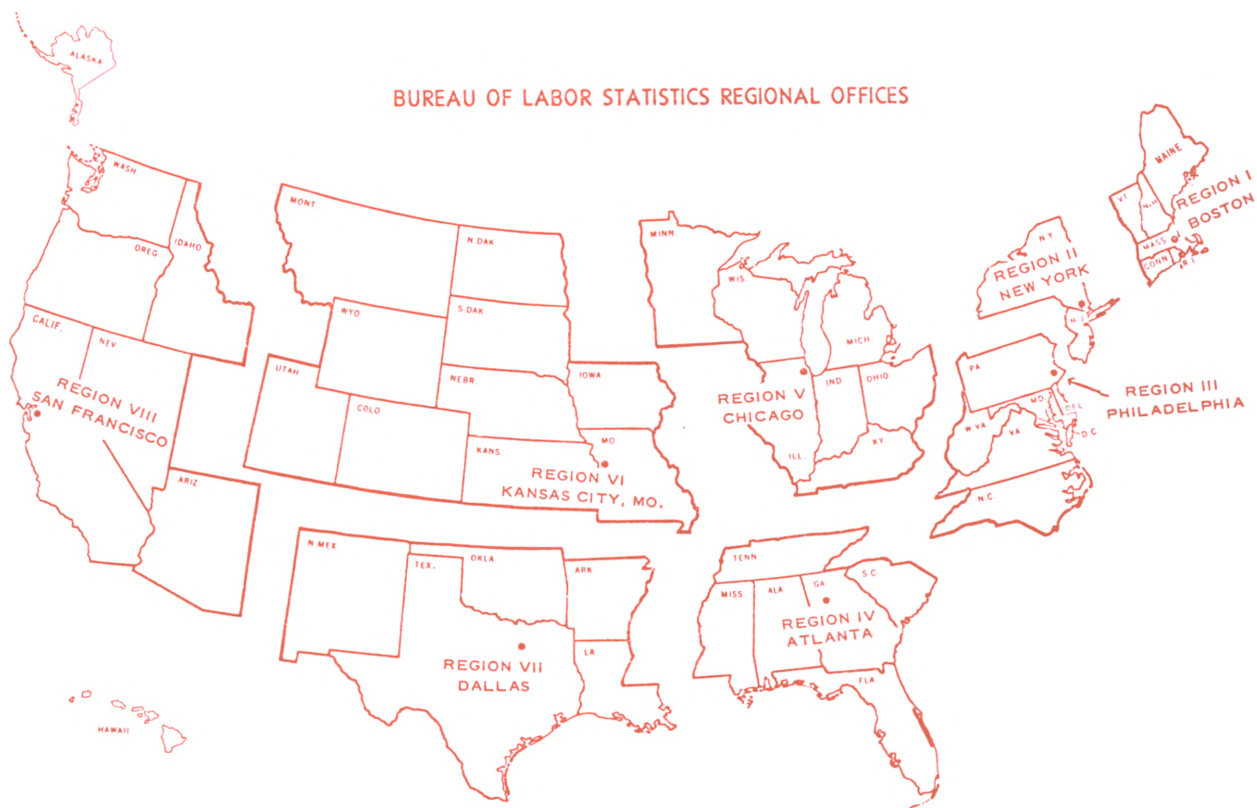 ALASKA
BUREAU OF LABOR STATISTICS REGIONAL OFFICES
WASH.
OREG.
IDAHO
MONT.
N DAK
S DAK
WYO.
NEBR
CALIF.
NEV
UTAH
COLO.
KANS.
ARIZ
REGION VIII
SAN FRANCISCO
IOWA
MO.
REGION VI
KANSAS CITY, MO.
MINN
WIS.
MICH
ILL.
IND
OHIO
KY.
REGION V
CHICAGO
MAINE
VT.
N.H
MASS
CONN
R.I.
REGION I
BOSTON
N.Y.
N.J.
REGION II
NEW YORK
PA
MD.
DEL
D.C.
W.VA
VA
N.C.
REGION III
PHILADELPHIA
N MEX.
TEX.
OKLA
ARK
LA.
REGION VII
DALLAS
TENN
MISS.
ALA
GA
S.C.
FLA
REGION IV
ATLANTA
HAWAII